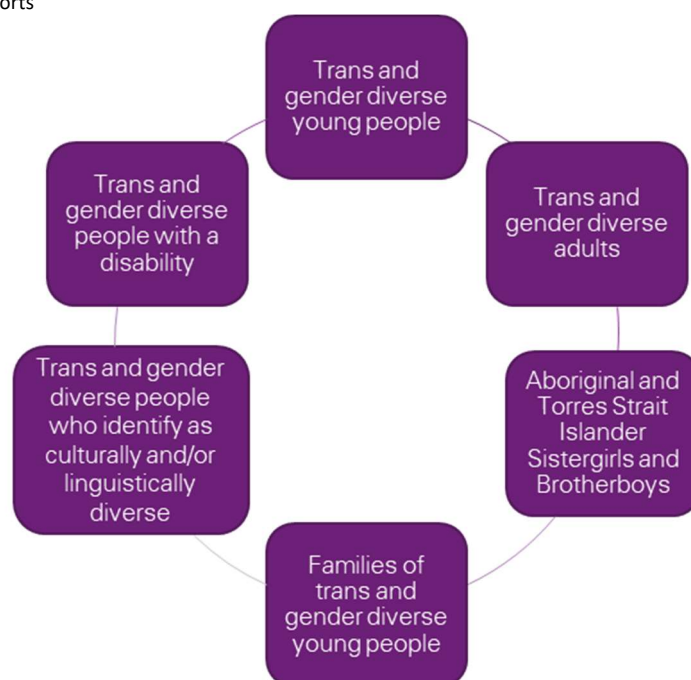 Trans and
gender diverse
young people
Trans and
gender diverse
adults
Aboriginal and
Torres Strait
Islander
Sistergirls and
Brotherboys
Families of
trans and
gender diverse
young people
Trans and gender
diverse people
who identify as
culturally and/or
linguistically
diverse
Trans and
gender diverse
people with a
disability